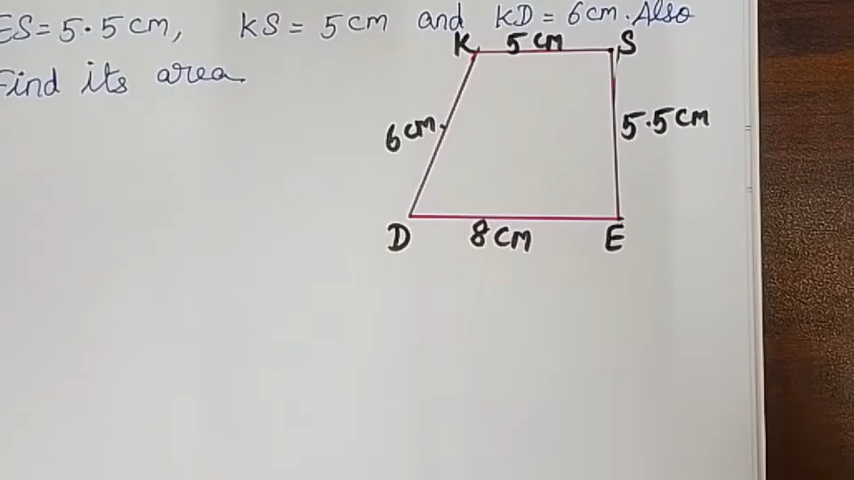 ES = 5.5 cm, KS = 5 cm and KD = 6 cm. Also
Find its area.
K 5 cm S
6 cm.
5.5 cm
D 8 cm E